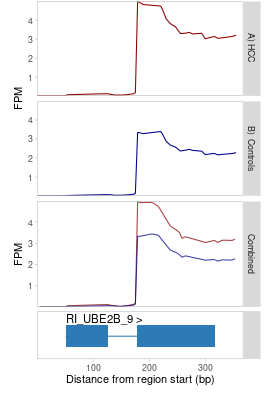 4
3
2
1
A) HCC
FPM
4
3
2
1
B) Controls
4
3
2
1
Combined
FPM
RI_UBE2B_9 >
100
200
300
Distance from region start (bp)